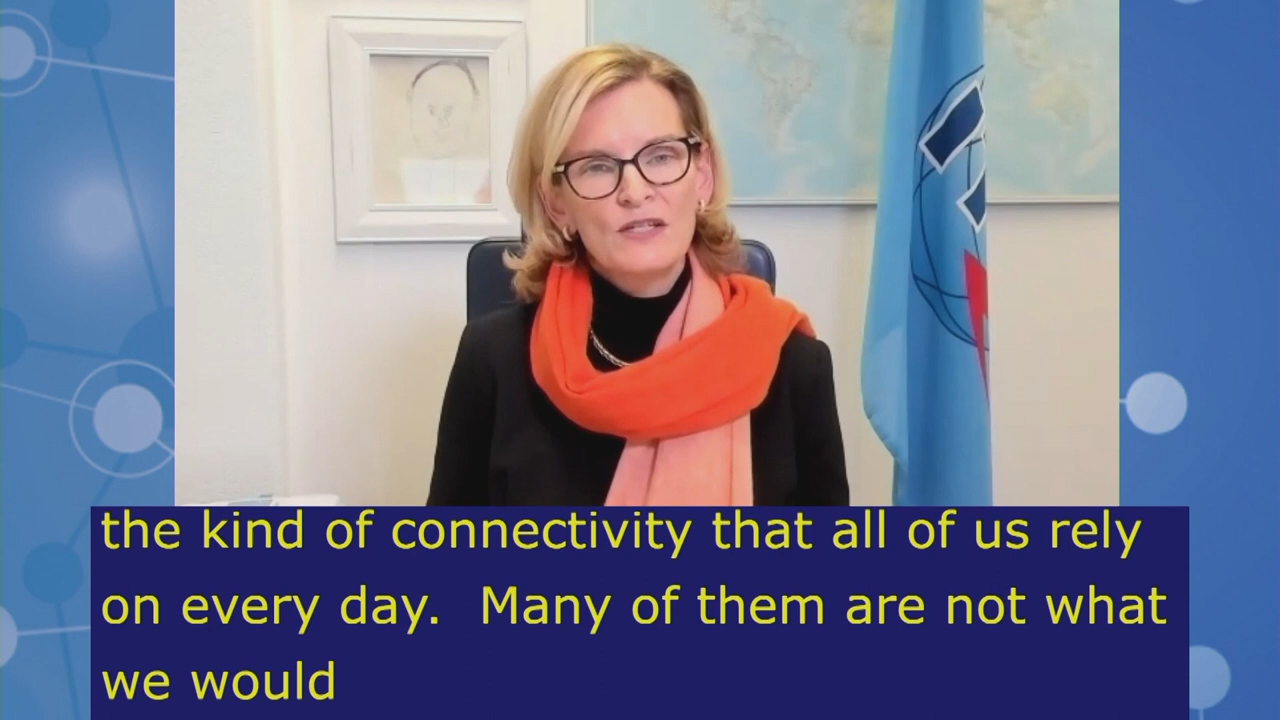 the kind of connectivity that all of us rely
on every day.  Many of them are not what
we would